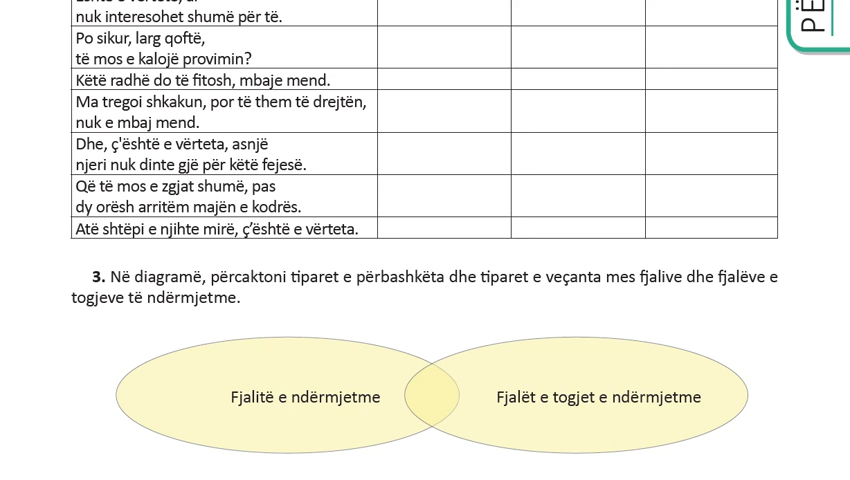 nuk interesohet shumë për të.
Po sikur, larg qoftë,
të mos e kalojë provimin?
Këtë radhë do të fitosh, mbaje mend.
Ma tregoi shkakun, por të them të drejtën,
nuk e mbaj mend.
Dhe, ç'është e vërteta, asnjë
njeri nuk dinte gjë për këtë fejesë.
Që të mos e zgjat shumë, pas
dy orësh arritëm majën e kodrës.
Atë shtëpi e njihte mirë, ç’është e vërteta.
3. Në diagramë, përcaktoni tiparet e përbashkëta dhe tiparet e veçanta mes fjalive dhe fjalëve e
togjeve të ndërmjetme.
Fjalitë e ndërmjetme
Fjalët e togjet e ndërmjetme
PË